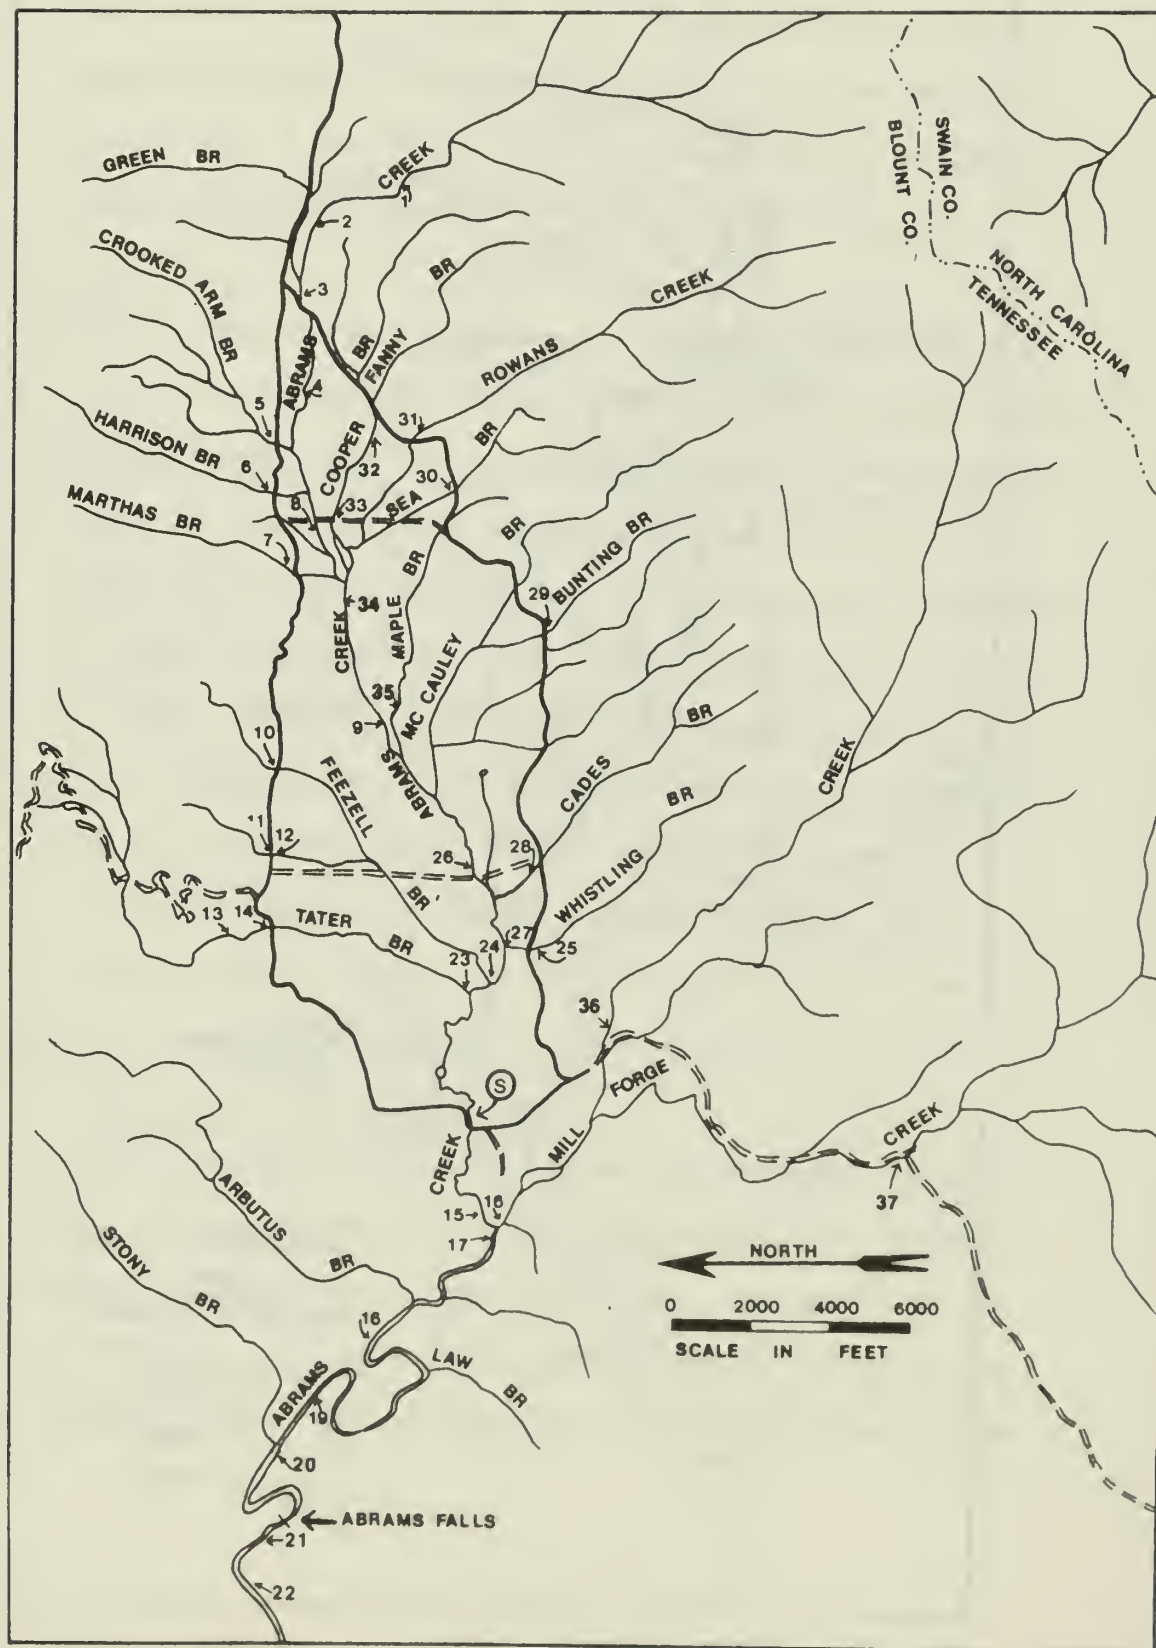 SWAIN CO.
BLOUNT CO.
GREEN BR
CREEK
1
2
CROOKED ARM BR
BR
NORTH CAROLINA
TENNESSEE
3
CREEK
BR
FANNY
ROWANS
ABRAMS
4
5
31
HARRISON BR
COOPER
BR
32
30
6
MARTHAS BR
8
33
SEA
7
BR
BR
BUNTING BR
29
34
CREEK
MAPLE
MC CAULEY
35
9
BR
10
FEEZELL
ABRAMS
CADES
CREEK
BR
11
12
26
28
WHISTLING
BR
13
14
TATER
BR
27
24
25
23
36
S
FORGE
CREEK
MILL
CREEK
37
ARBUTUS
BR
15
16
17
STONY
BR
NORTH
0 2000 4000 6000
SCALE IN FEET
16
LAW
BR
ABRAMS
19
20
ABRAMS FALLS
21
22